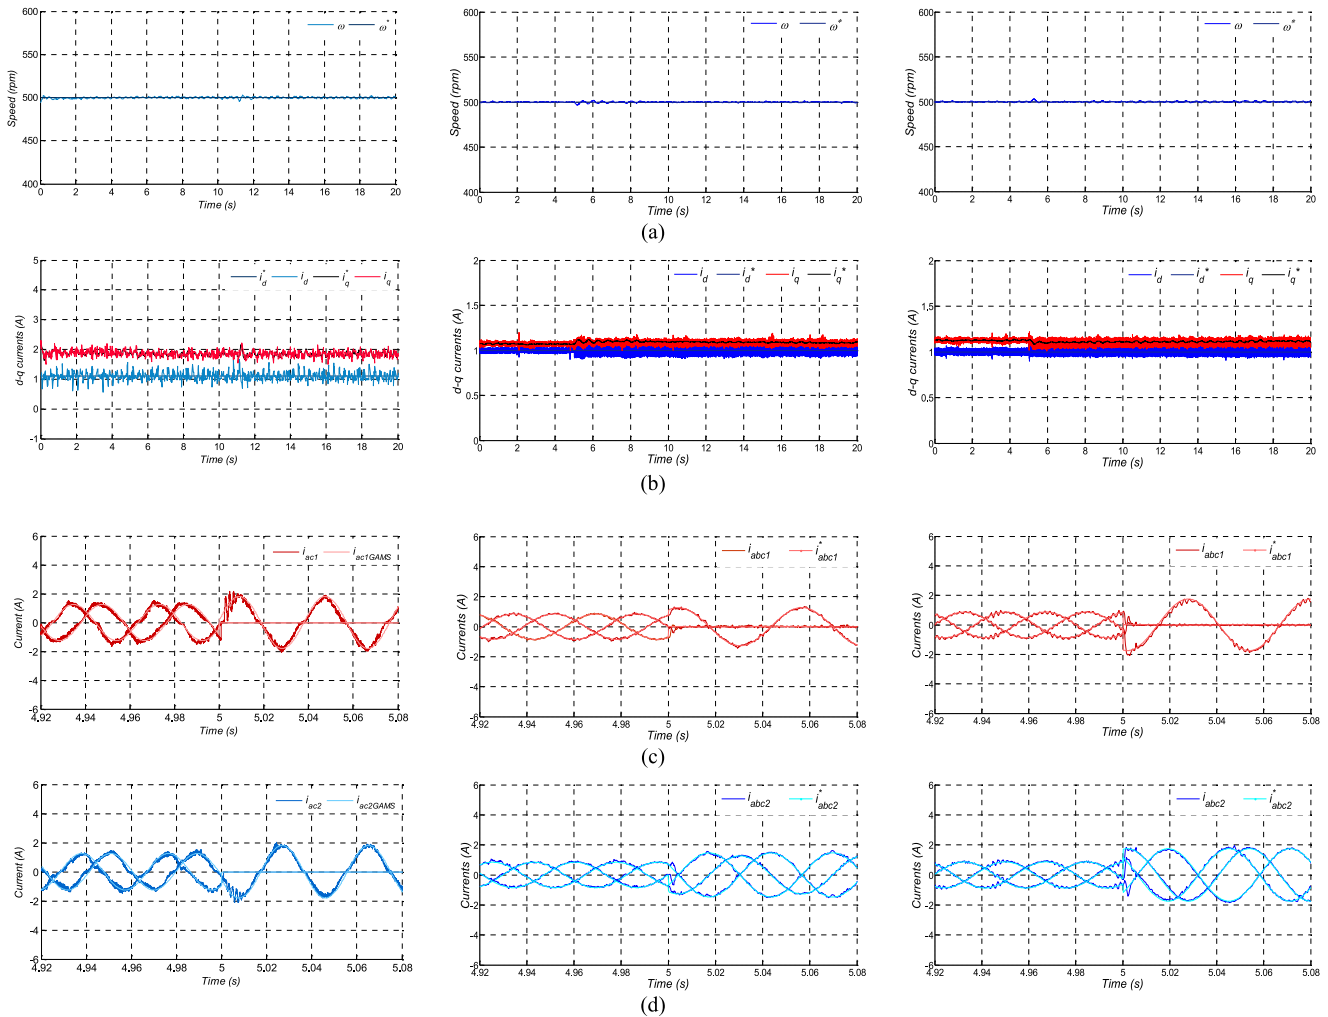 600
550
500
450
400
Speed (rpm)
ω ω*
0 2 4 6 8 10 12 14 16 18 20
Time (s)
600
550
500
450
400
Speed (rpm)
ω ω*
0 2 4 6 8 10 12 14 16 18 20
Time (s)
600
550
500
450
400
Speed (rpm)
ω ω*
0 2 4 6 8 10 12 14 16 18 20
Time (s)
(a)
5
4
3
2
1
0
-1
d-q currents (A)
i*d id i*q iq
0 2 4 6 8 10 12 14 16 18 20
Time (s)
2
1.5
1
0.5
0
d-q currents (A)
id id* iq iq*
0 2 4 6 8 10 12 14 16 18 20
Time (s)
2
1.5
1
0.5
0
d-q currents (A)
id id* iq iq*
0 2 4 6 8 10 12 14 16 18 20
Time (s)
(b)
6
4
2
0
-2
-4
-6
Current (A)
iac1 iac1GAMS
4.92 4.94 4.96 4.98 5 5.02 5.04 5.06 5.08
Time (s)
6
4
2
0
-2
-4
-6
Currents (A)
iabc1 i*abc1
4.92 4.94 4.96 4.98 5 5.02 5.04 5.06 5.08
Time (s)
6
4
2
0
-2
-4
-6
Currents (A)
iabc1 i*abc1
4.92 4.94 4.96 4.98 5 5.02 5.04 5.06 5.08
Time (s)
(c)
6
4
2
0
-2
-4
-6
Current (A)
iac2 iac2GAMS
4.92 4.94 4.96 4.98 5 5.02 5.04 5.06 5.08
Time (s)
6
4
2
0
-2
-4
-6
Currents (A)
iabc2 i*abc2
4.92 4.94 4.96 4.98 5 5.02 5.04 5.06 5.08
Time (s)
6
4
2
0
-2
-4
-6
Currents (A)
iabc2 i*abc2
4.92 4.94 4.96 4.98 5 5.02 5.04 5.06 5.08
Time (s)
(d)